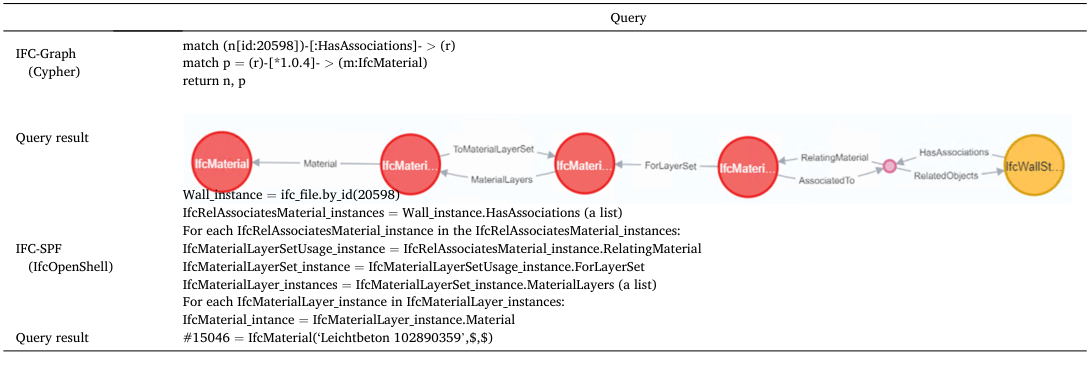 Query
IFC-Graph
(Cypher)
match (n[id:20598])-[:HasAssociations]- > (r)
match p = (r)-[*1.0.4]- > (m:IfcMaterial)
return n, p
Query result
IfcMaterial
Material
IfcMateri...
ToMaterialLayerSet
MaterialLayers
IfcMateri...
ForLayerSet
IfcMateri...
RelatingMaterial
AssociatedTo
HasAssociations
RelatedObjects
IfcWallSt...
IFC-SPF
(IfcOpenShell)
Wall_instance = ifc_file.by_id(20598)
IfcRelAssociatesMaterial_instances = Wall_instance.HasAssociations (a list)
For each IfcRelAssociatesMaterial_instance in the IfcRelAssociatesMaterial_instances:
IfcMaterialLayerSetUsage_instance = IfcRelAssociatesMaterial_instance.RelatingMaterial
IfcMaterialLayerSet_instance = IfcMaterialLayerSetUsage_instance.ForLayerSet
IfcMaterialLayer_instances = IfcMaterialLayerSet_instance.MaterialLayers (a list)
For each IfcMaterialLayer_instance in IfcMaterialLayer_instances:
IfcMaterial_intance = IfcMaterialLayer_instance.Material
Query result
#15046 = IfcMaterial(‘Leichtbeton 102890359’,$,$)